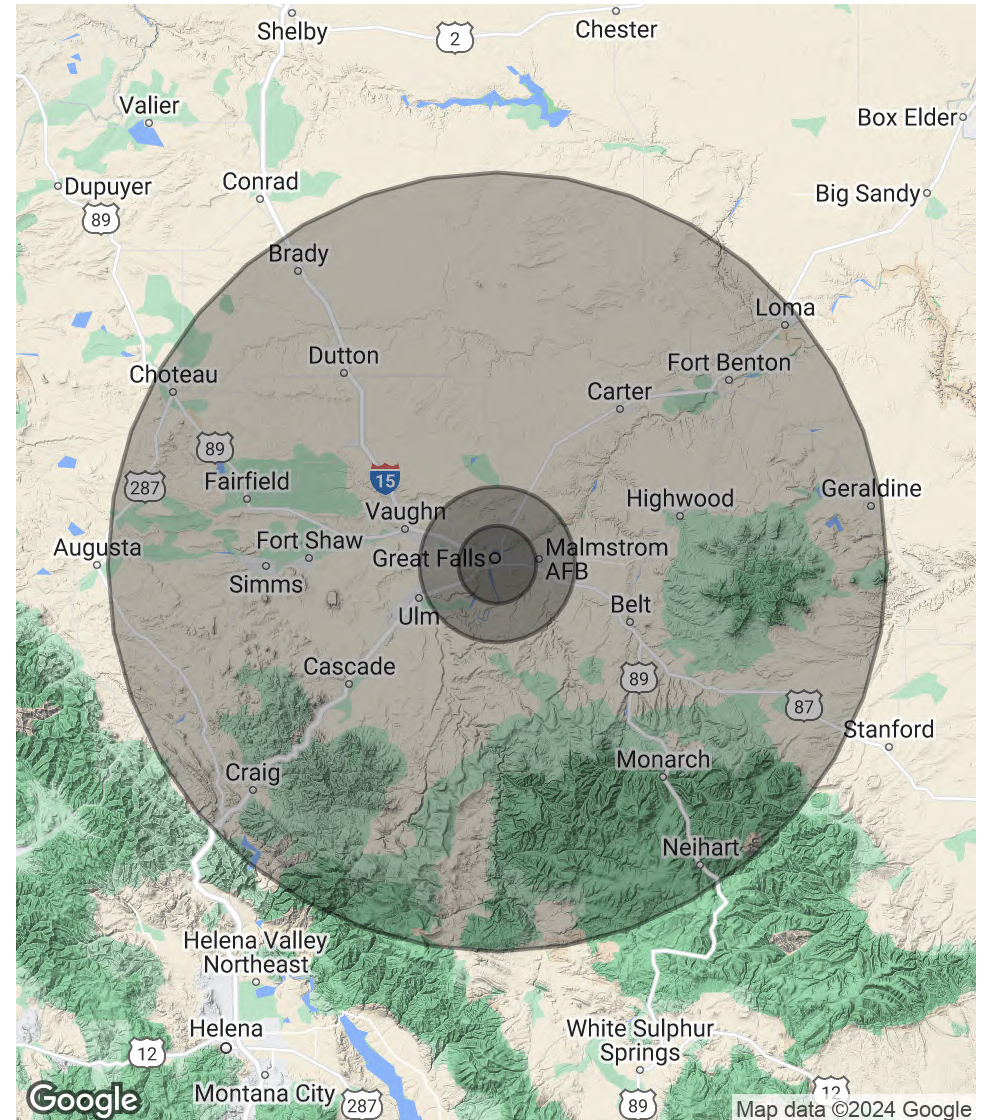 Shelby
2
Chester
Valier
Box Elder
Dupuyer
Conrad
Big Sandy
89
Brady
Loma
Dutton
Fort Benton
Choteau
Carter
89
15
287
Fairfield
Highwood
Geraldine
Vaughn
Augusta
Fort Shaw
Great Falls
Malmstrom
AFB
Simms
Ulm
Belt
Cascade
89
87
Stanford
Craig
Monarch
Neihart
Helena Valley
Northeast
Helena
White Sulphur
Springs
12
Montana City
287
89
12
Google
Map data ©2024 Google